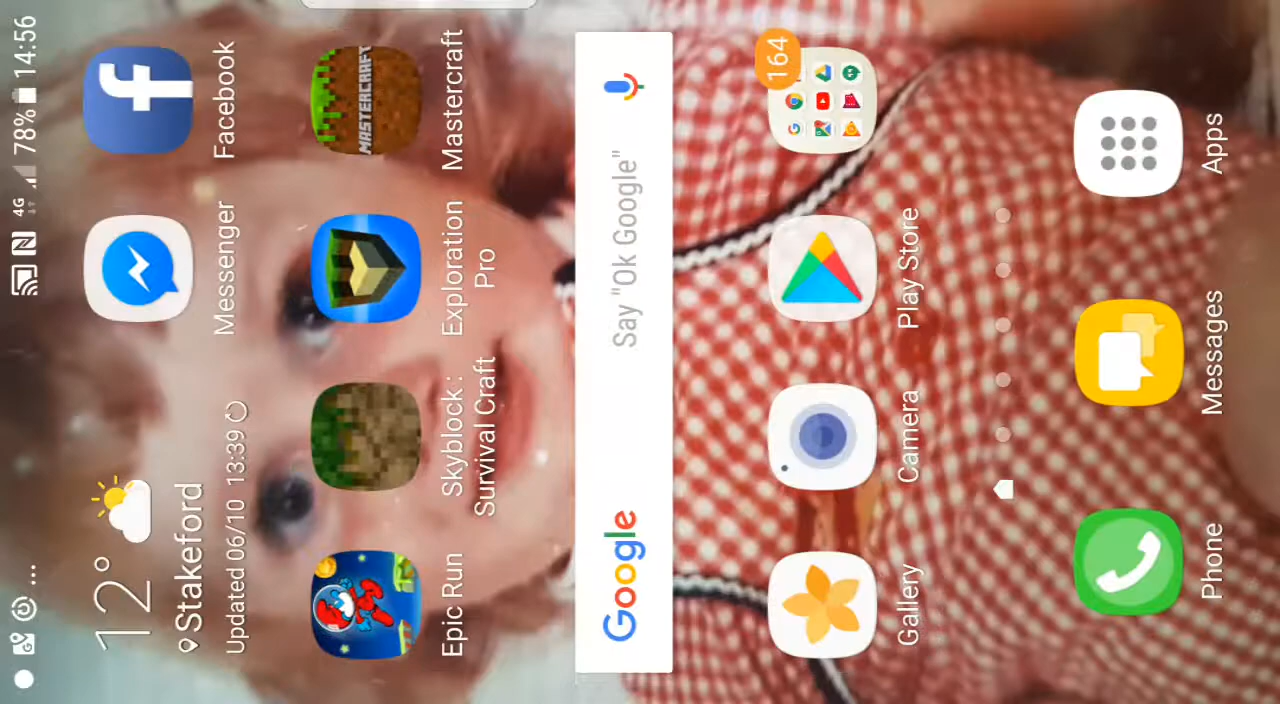 4G 78% 14:56
12°
Stakeford
Updated 06/10 13:39
Messenger
Facebook
Epic Run
Skyblock:
Survival Craft
Exploration
Pro
MASTERCRAFT
Mastercraft
Google Say "Ok Google"
Gallery
Camera
Play Store
164
Phone
Messages
Apps